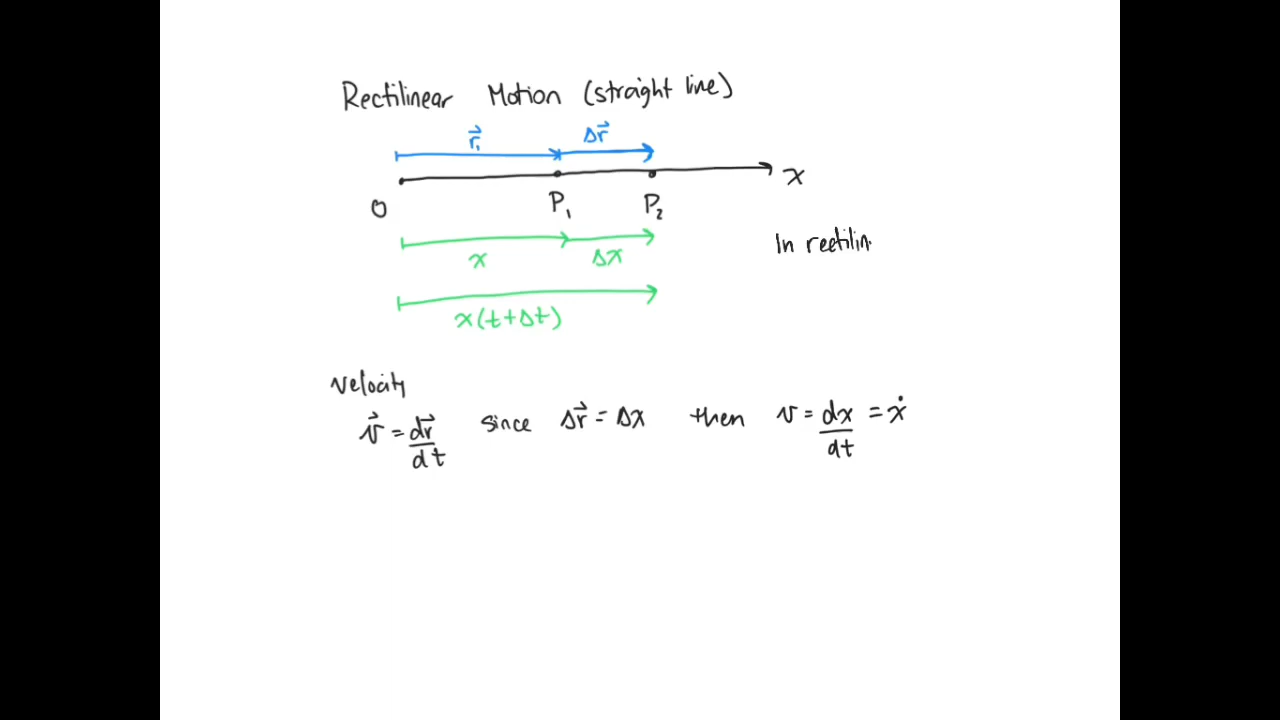 Rectilinear Motion (straight line)
r⃗₁ Δr⃗
x
O P₁ P₂
In rectilin
x Δx
x(t+Δt)
velocity
v⃗ = dr⃗/dt since Δr⃗ = Δx then v = dx/dt = ẋ